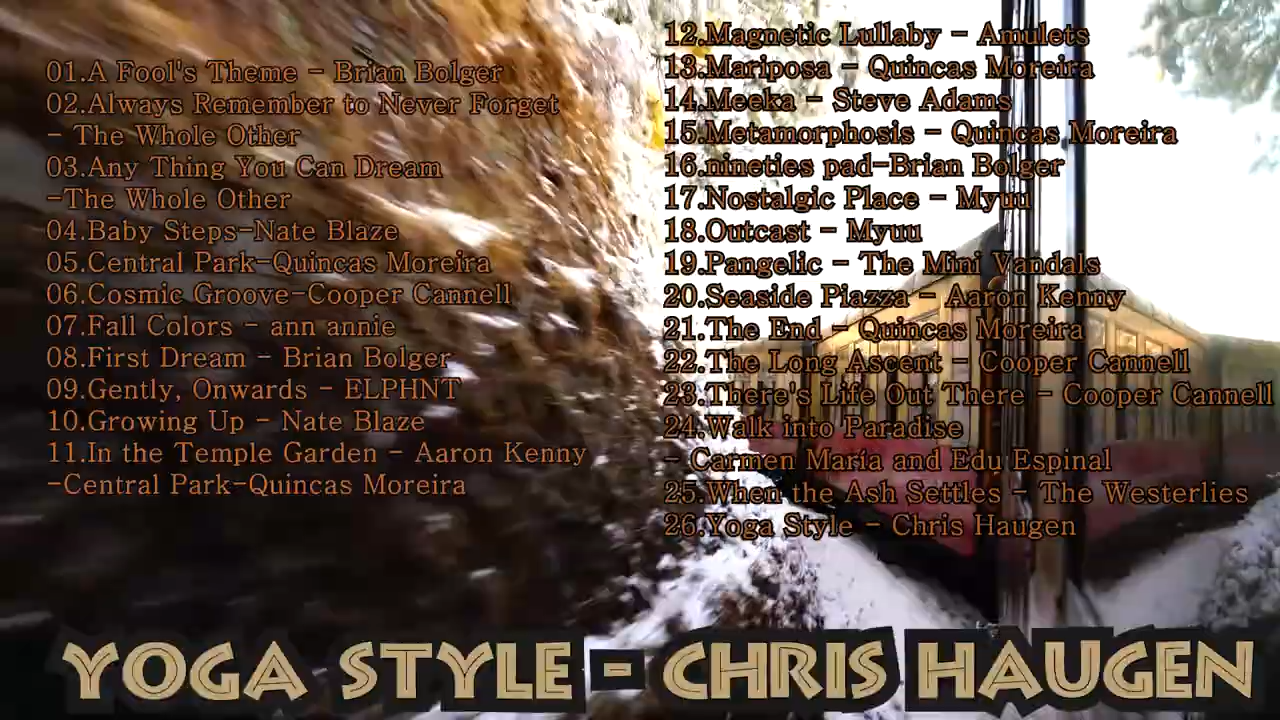 01.A Fool's Theme - Brian Bolger
02.Always Remember to Never Forget
- The Whole Other
03.Any Thing You Can Dream
-The Whole Other
04.Baby Steps-Nate Blaze
05.Central Park-Quincas Moreira
06.Cosmic Groove-Cooper Cannell
07.Fall Colors - ann annie
08.First Dream - Brian Bolger
09.Gently, Onwards - ELPHNT
10.Growing Up - Nate Blaze
11.In the Temple Garden - Aaron Kenny
-Central Park-Quincas Moreira
12.Magnetic Lullaby - Amulets
13.Mariposa - Quincas Moreira
14.Meeka - Steve Adams
15.Metamorphosis - Quincas Moreira
16.nineties pad-Brian Bolger
17.Nostalgic Place - Myuu
18.Outcast - Myuu
19.Pangelic - The Mini Vandals
20.Seaside Piazza - Aaron Kenny
21.The End - Quincas Moreira
22.The Long Ascent - Cooper Cannell
23.There's Life Out There - Cooper Cannell
24.Walk into Paradise
- Carmen María and Edu Espinal
25.When the Ash Settles - The Westerlies
26.Yoga Style - Chris Haugen
YOGA STYLE - CHRIS HAUGEN